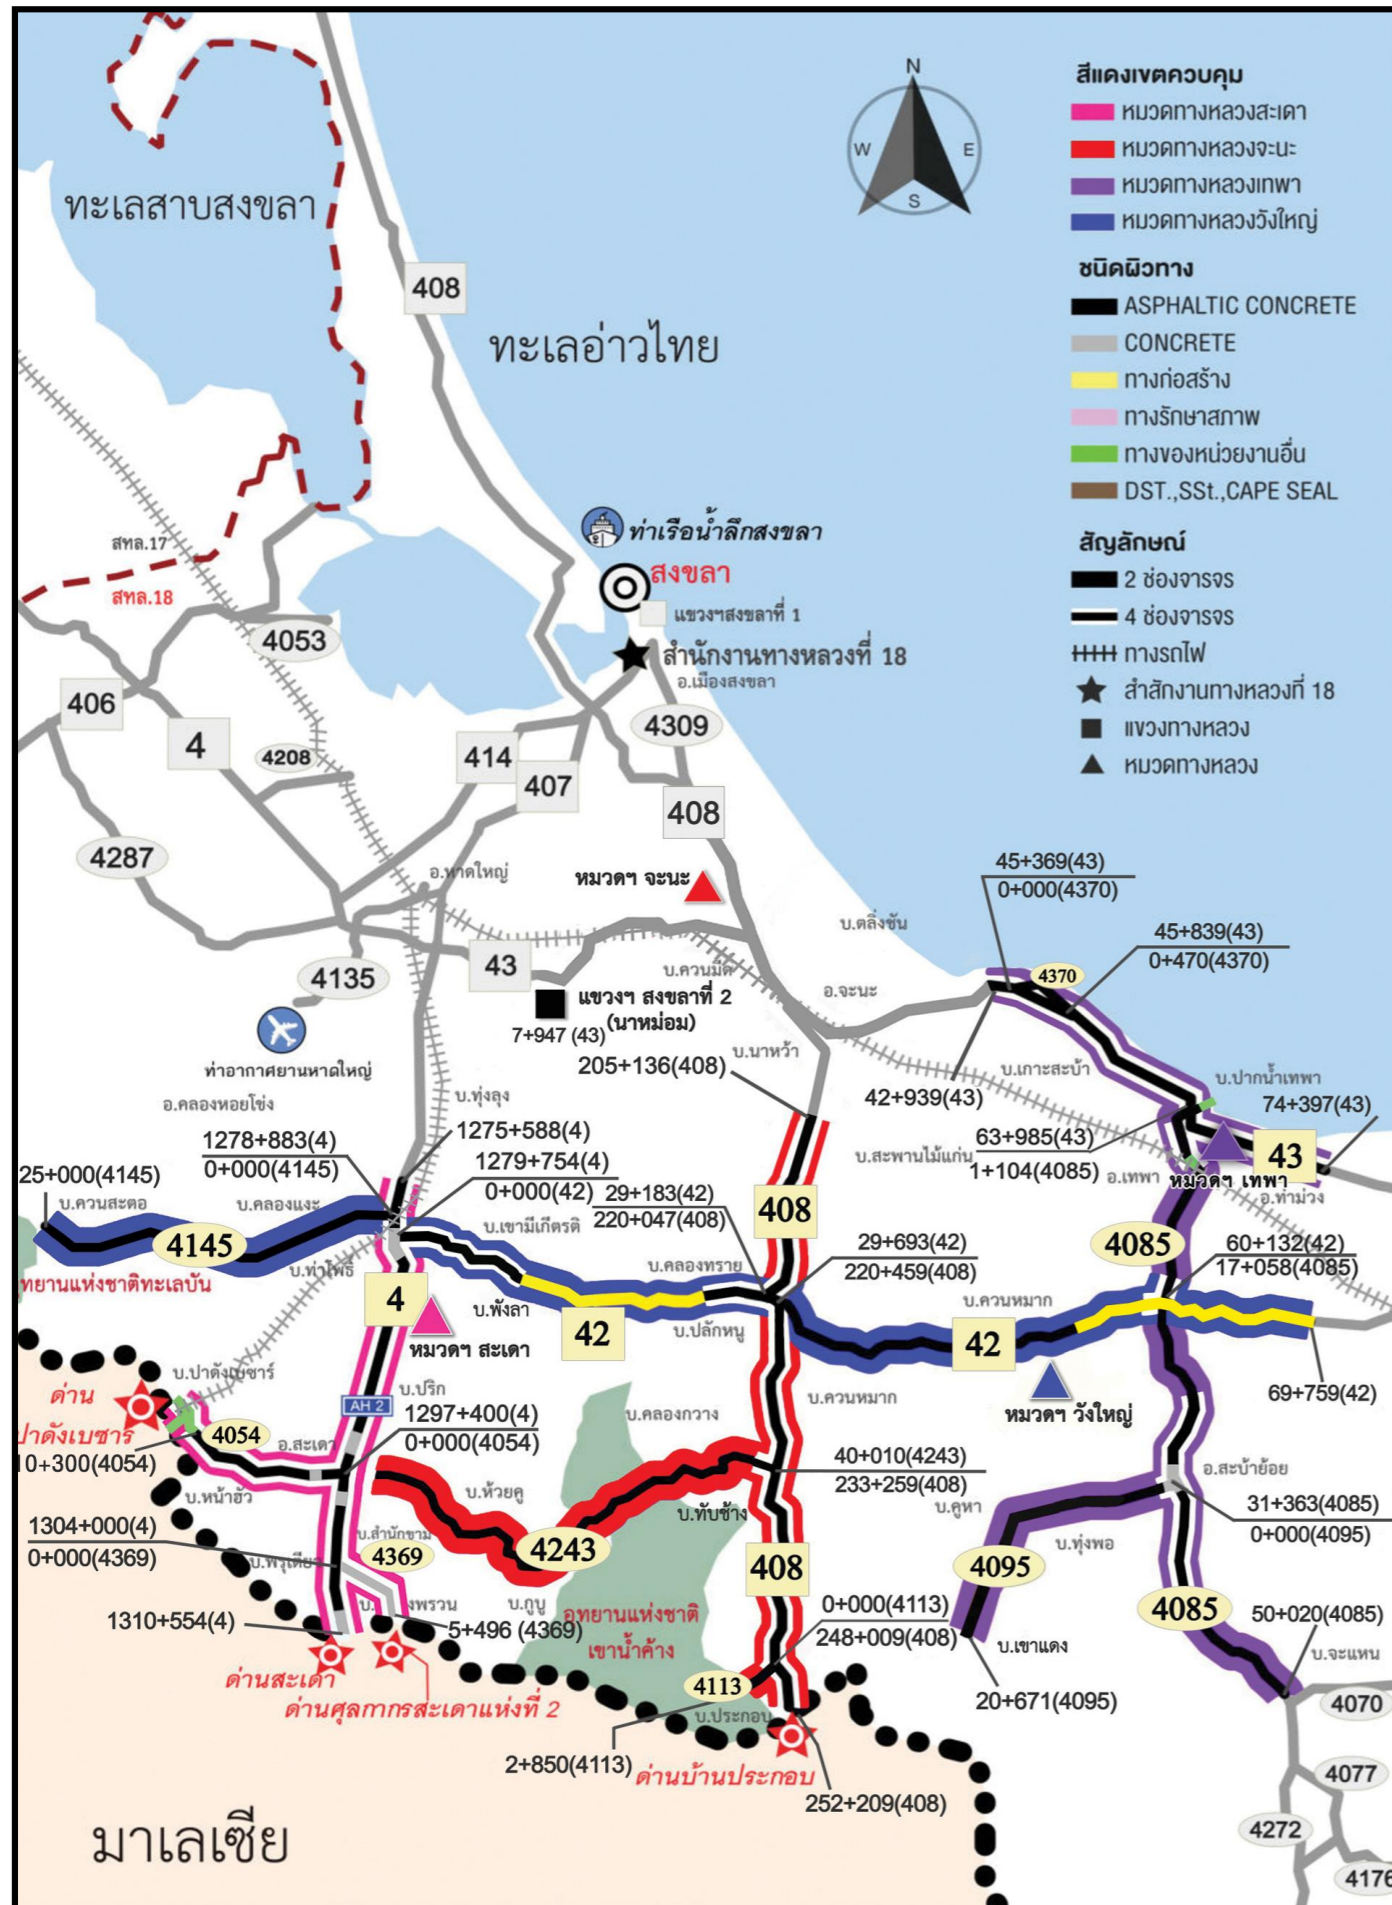 N
W
E
S
สีแดงเขตควบคุม
หมวดทางหลวงสะเดา
หมวดทางหลวงจะนะ
หมวดทางหลวงเทพา
หมวดทางหลวงวังใหญ่
ชนิดผิวทาง
ASPHALTIC CONCRETE
CONCRETE
ทางก่อสร้าง
ทางรักษาสภาพ
ทางของหน่วยงานอื่น
DST.,SSt.,CAPE SEAL
สัญลักษณ์
2 ช่องจารจร
4 ช่องจารจร
ทางรถไฟ
สำสักงานทางหลวงที่ 18
แขวงทางหลวง
หมวดทางหลวง
ทะเลสาบสงขลา
408
ทะเลอ่าวไทย
ท่าเรือน้ำลึกสงขลา
สงขลา
แขวงฯสงขลาที่ 1
สำนักงานทางหลวงที่ 18
อ.เมืองสงขลา
สทล.17
สทล.18
4053
406
4
4208
414
407
4309
408
4287
อ.หาดใหญ่
หมวดฯ จะนะ
45+369(43)
0+000(4370)
บ.ตลิ่งชัน
45+839(43)
0+470(4370)
4135
43
บ.ควนมีด
4370
อ.จะนะ
แขวงฯ สงขลาที่ 2
(นาหม่อม)
7+947 (43)
ท่าอากาศยานหาดใหญ่
205+136(408)
บ.นาหว้า
42+939(43)
บ.เกาะสะบ้า
บ.ปากน้ำเทพา
74+397(43)
อ.คลองหอยโข่ง
บ.ทุ่งลุง
1278+883(4)
0+000(4145)
1275+588(4)
1279+754(4)
0+000(42)
63+985(43)
1+104(4085)
43
บ.สะพานไม้แก่น
อ.เทพา
หมวดฯ เทพา
อ.ท่าม่วง
25+000(4145)
บ.ควนสะตอ
บ.คลองแงะ
29+183(42)
220+047(408)
408
บ.เขามีเกียรติ
4145
4085
60+132(42)
17+058(4085)
29+693(42)
220+459(408)
บ.คลองทราย
บ.ท่าโพธิ์
ทยานแห่งชาติทะเลบัน
4
บ.พังลา
42
บ.ปลักหนู
บ.ควนหมาก
42
หมวดฯ สะเดา
69+759(42)
บ.ปาดังเบซาร์
ด่าน
ปาดังเบซาร์
บ.ปริก
AH 2
บ.ควนหมาก
หมวดฯ วังใหญ่
1297+400(4)
0+000(4054)
บ.คลองกวาง
4054
อ.สะเดา
10+300(4054)
40+010(4243)
233+259(408)
อ.สะบ้าย้อย
บ.หน้าฮัว
บ.ห้วยคู
บ.ทับช้าง
บ.คูหา
31+363(4085)
0+000(4095)
1304+000(4)
0+000(4369)
บ.สำนักขาม
4369
4243
บ.ทุ่งพอ
บ.พรุเตียว
408
4095
พรวน
บ.กูบู
อุทยานแห่งชาติ
เขาน้ำค้าง
0+000(4113)
248+009(408)
4085
50+020(4085)
1310+554(4)
5+496 (4369)
บ.เขาแดง
บ.จะแหน
ด่านสะเดา
ด่านศุลกากรสะเดาแห่งที่ 2
4113
บ.ประกอบ
20+671(4095)
4070
2+850(4113)
ด่านบ้านประกอบ
252+209(408)
4077
4272
มาเลเซีย
4176